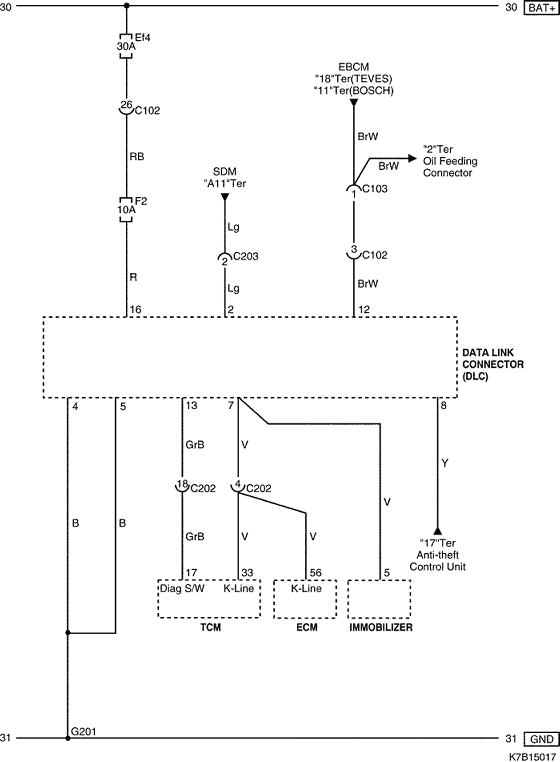 30
30 BAT+
Ef4
30A
26 C102
RB
F2
10A
R
16
SDM
"A11"Ter
Lg
2 C203
Lg
2
EBCM
"18"Ter(TEVES)
"11"Ter(BOSCH)
BrW
BrW
"2"Ter
Oil Feeding
Connector
1 C103
3 C102
BrW
12
DATA LINK
CONNECTOR
(DLC)
4
5
13
7
8
GrB
V
Y
18 C202
4 C202
B
B
GrB
V
V
V
"17"Ter
Anti-theft
Control Unit
17
33
56
5
Diag S/W
K-Line
K-Line
TCM
ECM
IMMOBILIZER
G201
31
31 GND
K7B15017